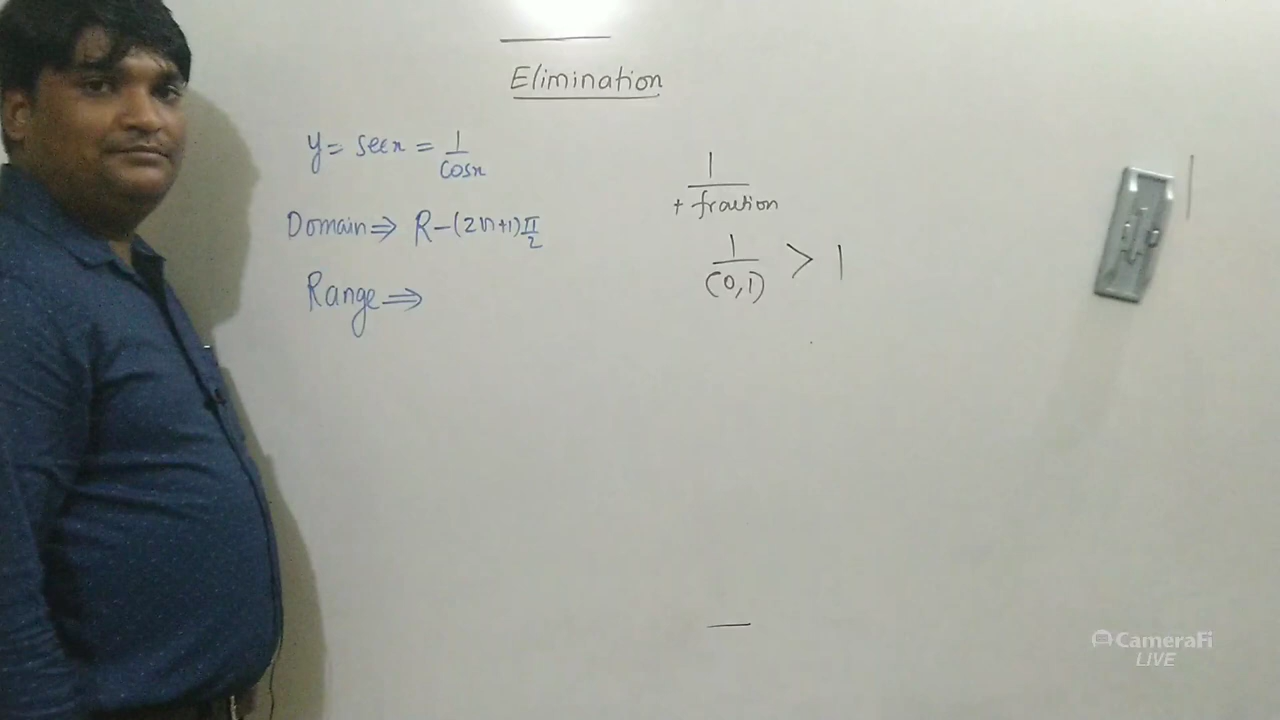 Elimination
y = secx = 1/cosx
Domain ⇒ R-(2n+1)π/2
Range ⇒
1/+ fraction
1/(0,1) > 1
CameraFi
LIVE